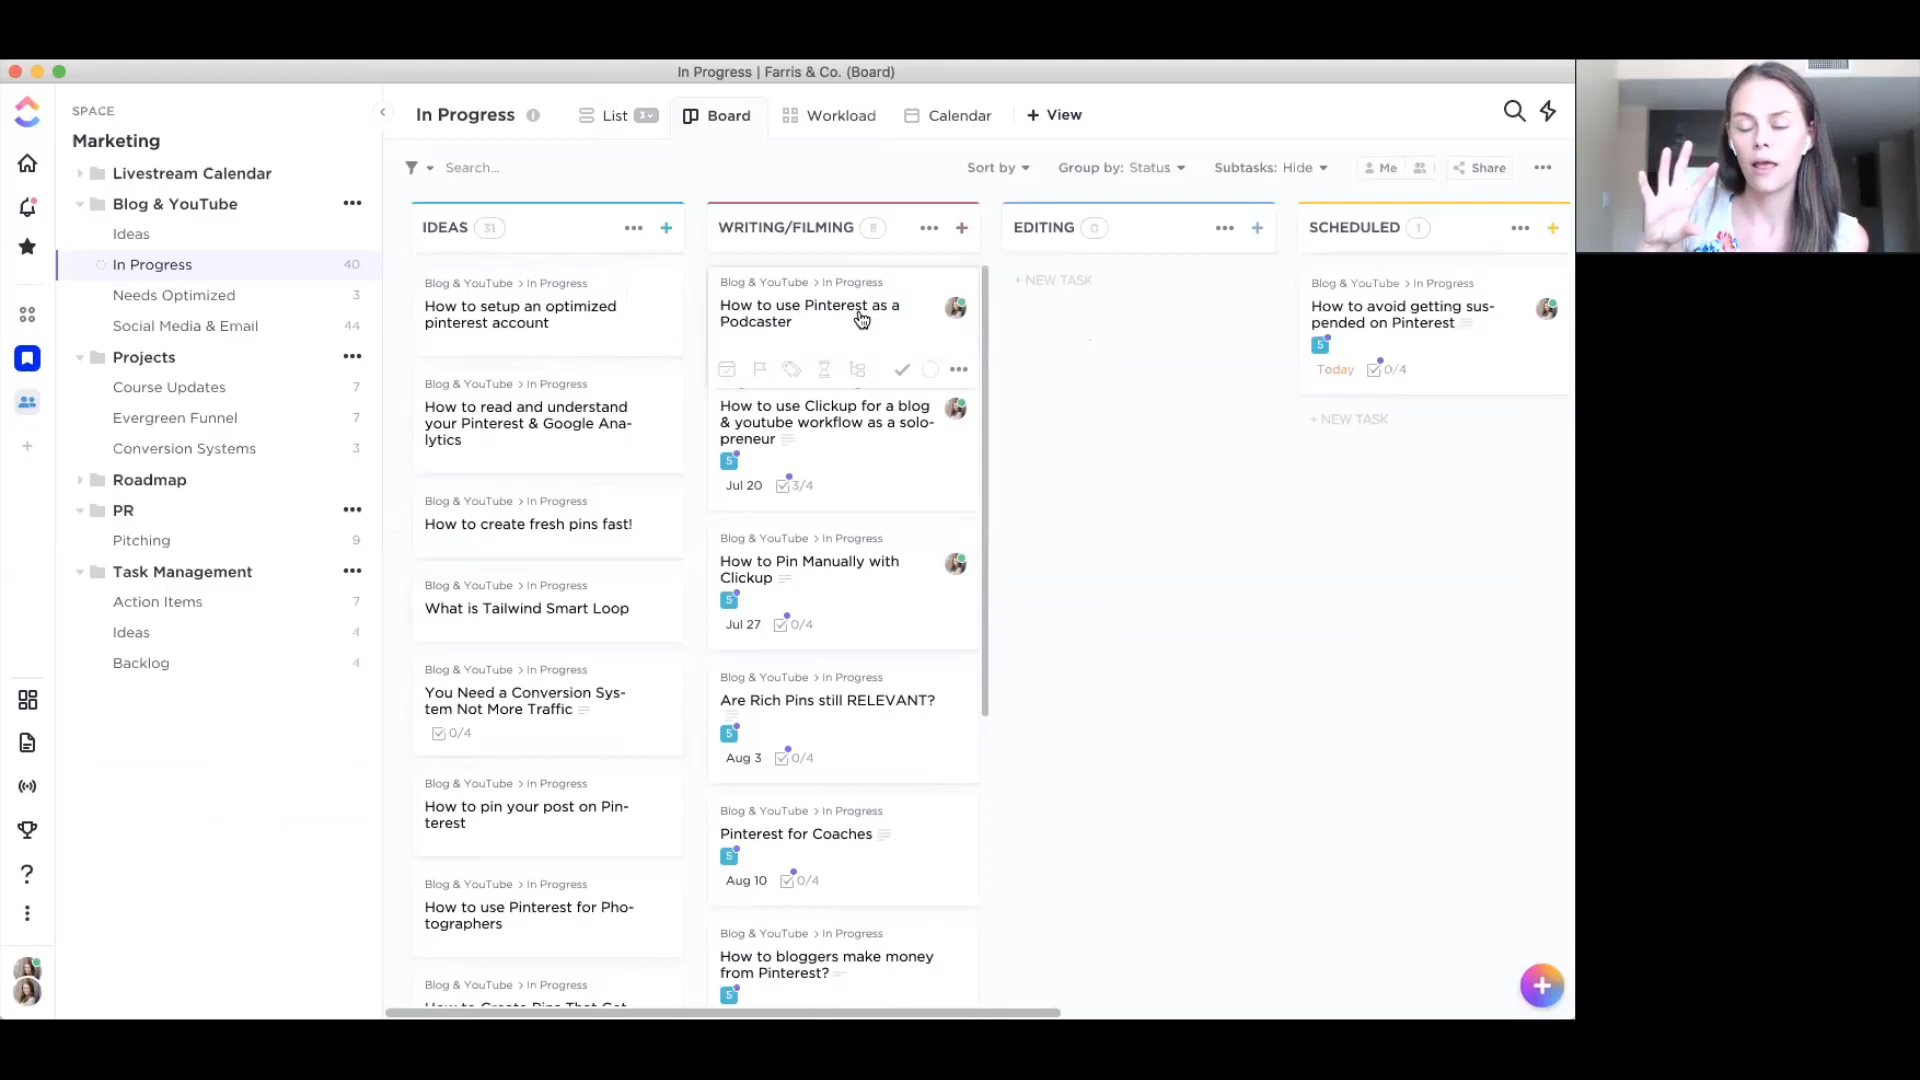 In Progress | Farris & Co. (Board)
SPACE
Marketing
Livestream Calendar
Blog & YouTube
Ideas
In Progress 40
Needs Optimized 3
Social Media & Email 44
Projects
Course Updates 7
Evergreen Funnel 7
Conversion Systems 3
Roadmap
PR
Pitching 9
Task Management
Action Items 7
Ideas 4
Backlog 4
In Progress
List 3
Board
Workload
Calendar
+ View
Search...
Sort by
Group by: Status
Subtasks: Hide
Me
Share
IDEAS 31
Blog & YouTube > In Progress
How to setup an optimized
pinterest account
Blog & YouTube > In Progress
How to read and understand
your Pinterest & Google Ana-
lytics
Blog & YouTube > In Progress
How to create fresh pins fast!
Blog & YouTube > In Progress
What is Tailwind Smart Loop
Blog & YouTube > In Progress
You Need a Conversion Sys-
tem Not More Traffic
0/4
Blog & YouTube > In Progress
How to pin your post on Pin-
terest
Blog & YouTube > In Progress
How to use Pinterest for Pho-
tographers
Blog & YouTube > In Progress
WRITING/FILMING 8
Blog & YouTube > In Progress
How to use Pinterest as a
Podcaster
How to use Clickup for a blog
& youtube workflow as a solo-
preneur
5
Jul 20 3/4
Blog & YouTube > In Progress
How to Pin Manually with
Clickup
5
Jul 27 0/4
Blog & YouTube > In Progress
Are Rich Pins still RELEVANT?
5
Aug 3 0/4
Blog & YouTube > In Progress
Pinterest for Coaches
5
Aug 10 0/4
Blog & YouTube > In Progress
How to bloggers make money
from Pinterest?
5
EDITING 0
+ NEW TASK
SCHEDULED 1
Blog & YouTube > In Progress
How to avoid getting sus-
pended on Pinterest
5
Today 0/4
+ NEW TASK